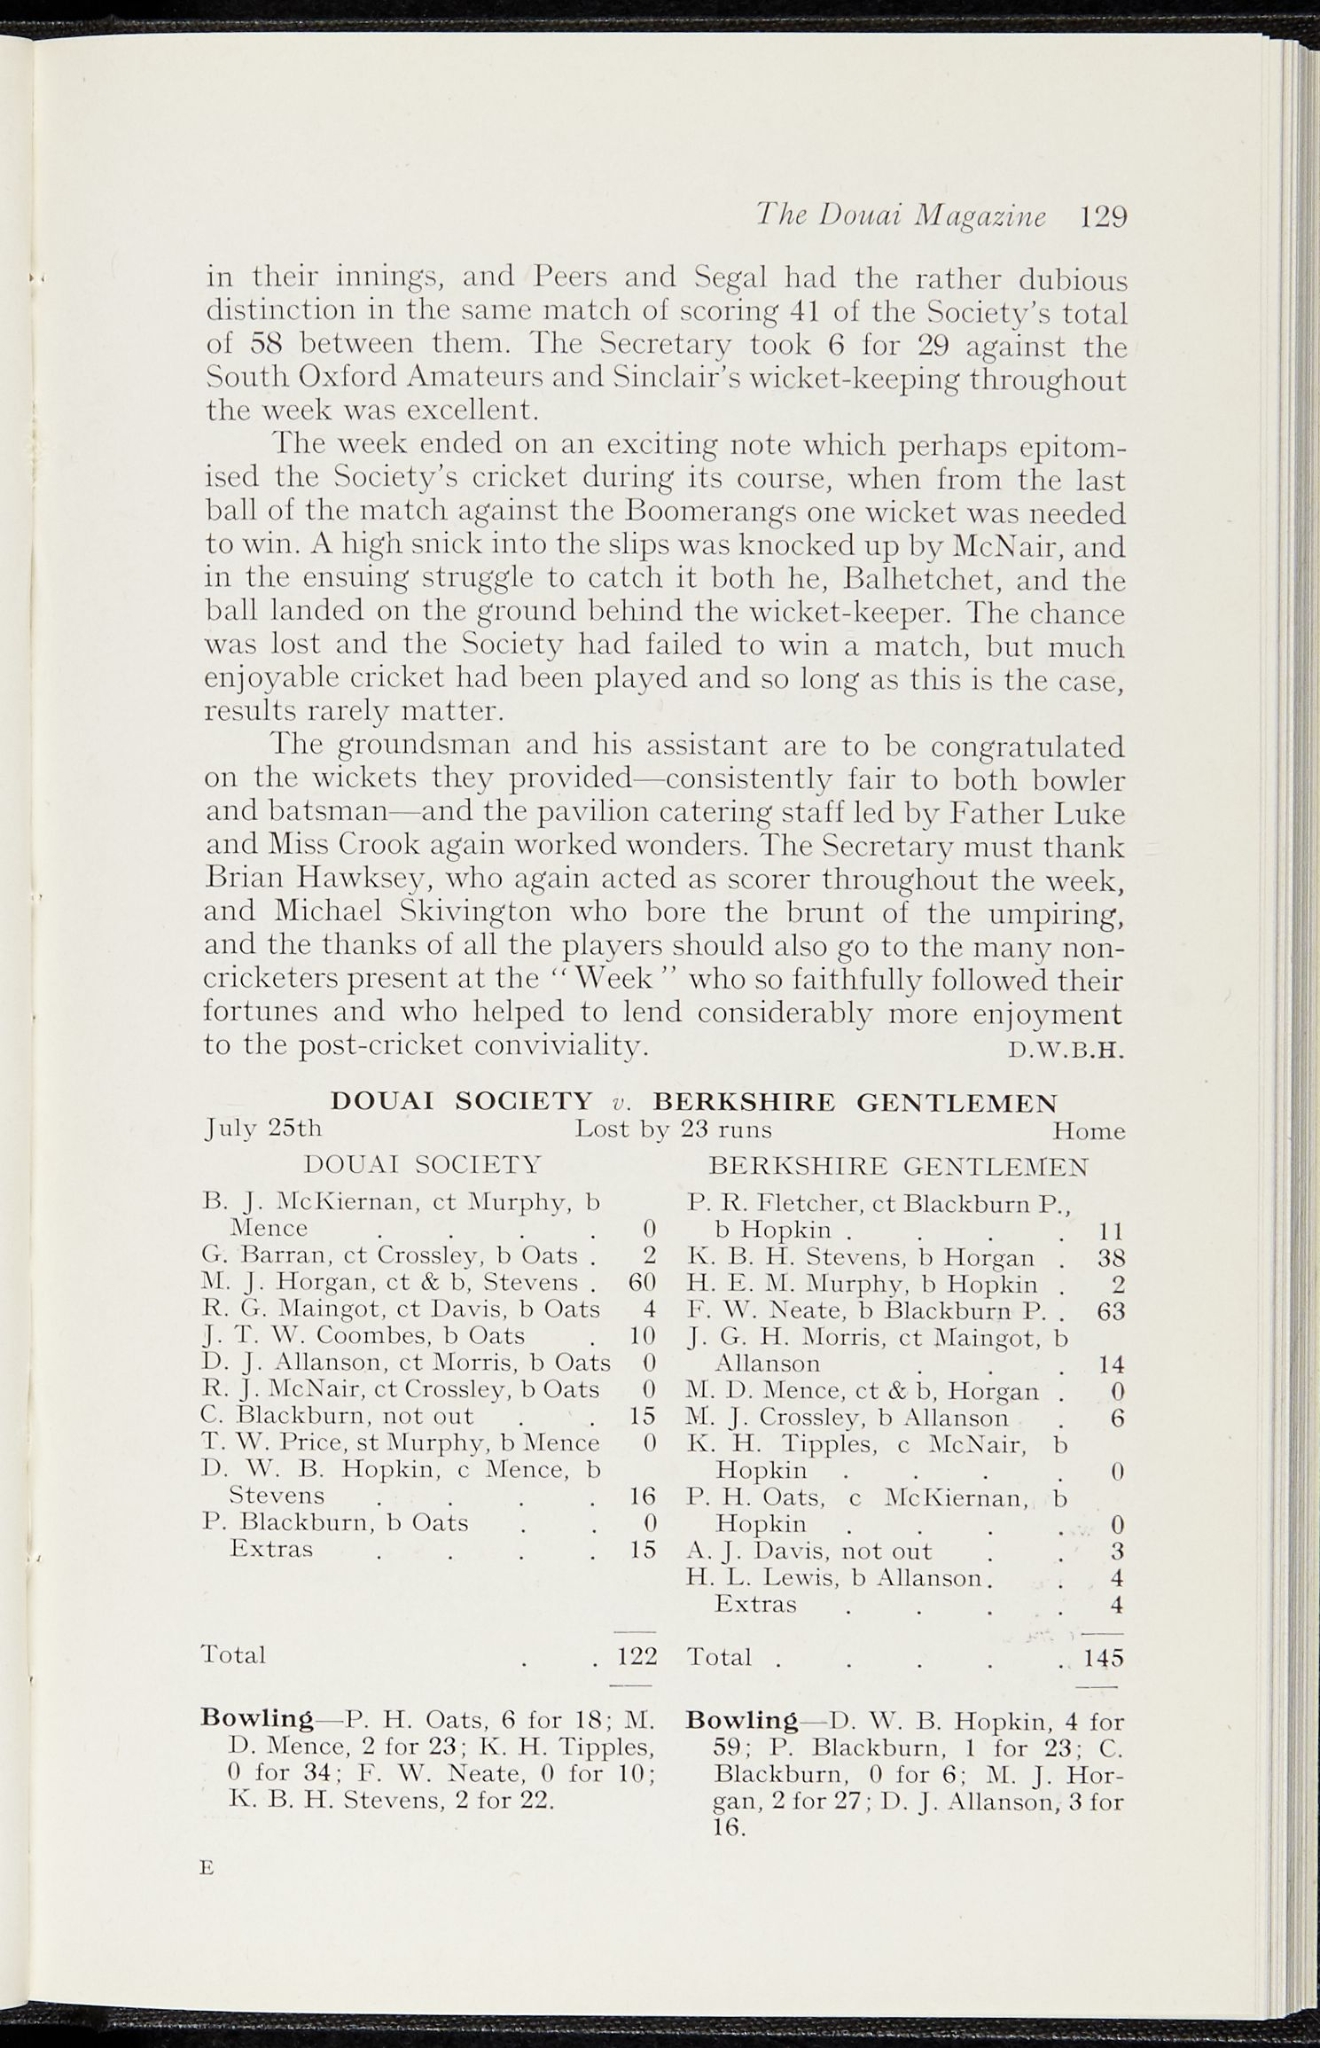 The Douai Magazine 129
in their innings, and Peers and Segal had the rather dubious
distinction in the same match of scoring 41 of the Society's total
of 58 between them. The Secretary took 6 for 29 against the
South Oxford Amateurs and Sinclair's wicket-keeping throughout
the week was excellent.
The week ended on an exciting note which perhaps epitom-
ised the Society's cricket during its course, when from the last
ball of the match against the Boomerangs one wicket was needed
to win. A high snick into the slips was knocked up by McNair, and
in the ensuing struggle to catch it both he, Balhetchet, and the
ball landed on the ground behind the wicket-keeper. The chance
was lost and the Society had failed to win a match, but much
enjoyable cricket had been played and so long as this is the case,
results rarely matter.
The groundsman and his assistant are to be congratulated
on the wickets they provided—consistently fair to both bowler
and batsman—and the pavilion catering staff led by Father Luke
and Miss Crook again worked wonders. The Secretary must thank
Brian Hawksey, who again acted as scorer throughout the week,
and Michael Skivington who bore the brunt of the umpiring,
and the thanks of all the players should also go to the many non-
cricketers present at the “Week” who so faithfully followed their
fortunes and who helped to lend considerably more enjoyment
to the post-cricket conviviality. D.W.B.H.
DOUAI SOCIETY v. BERKSHIRE GENTLEMEN
July 25th Lost by 23 runs Home
DOUAI SOCIETY
B. J. McKiernan, ct Murphy, b
Mence . . . . 0
G. Barran, ct Crossley, b Oats . 2
M. J. Horgan, ct & b, Stevens . 60
R. G. Maingot, ct Davis, b Oats 4
J. T. W. Coombes, b Oats . 10
D. J. Allanson, ct Morris, b Oats 0
R. J. McNair, ct Crossley, b Oats 0
C. Blackburn, not out . . 15
T. W. Price, st Murphy, b Mence 0
D. W. B. Hopkin, c Mence, b
Stevens . . . . 16
P. Blackburn, b Oats . . 0
Extras . . . . 15
Total . . 122
Bowling—P. H. Oats, 6 for 18; M.
D. Mence, 2 for 23; K. H. Tipples,
0 for 34; F. W. Neate, 0 for 10;
K. B. H. Stevens, 2 for 22.
BERKSHIRE GENTLEMEN
P. R. Fletcher, ct Blackburn P.,
b Hopkin . . . . 11
K. B. H. Stevens, b Horgan . 38
H. E. M. Murphy, b Hopkin . 2
F. W. Neate, b Blackburn P. . 63
J. G. H. Morris, ct Maingot, b
Allanson . . . 14
M. D. Mence, ct & b, Horgan . 0
M. J. Crossley, b Allanson . 6
K. H. Tipples, c McNair, b
Hopkin . . . . 0
P. H. Oats, c McKiernan, b
Hopkin . . . . 0
A. J. Davis, not out . . 3
H. L. Lewis, b Allanson. . 4
Extras . . . . 4
Total . . . . . 145
Bowling—D. W. B. Hopkin, 4 for
59; P. Blackburn, 1 for 23; C.
Blackburn, 0 for 6; M. J. Hor-
gan, 2 for 27; D. J. Allanson, 3 for
16.
E